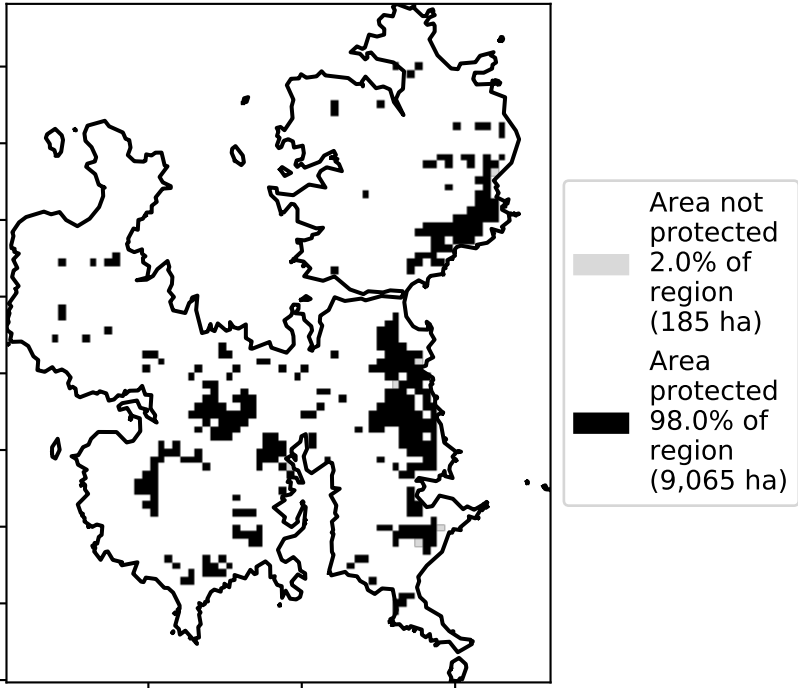 Area not
protected
2.0% of
region
(185 ha)
Area
protected
98.0% of
region
(9,065 ha)